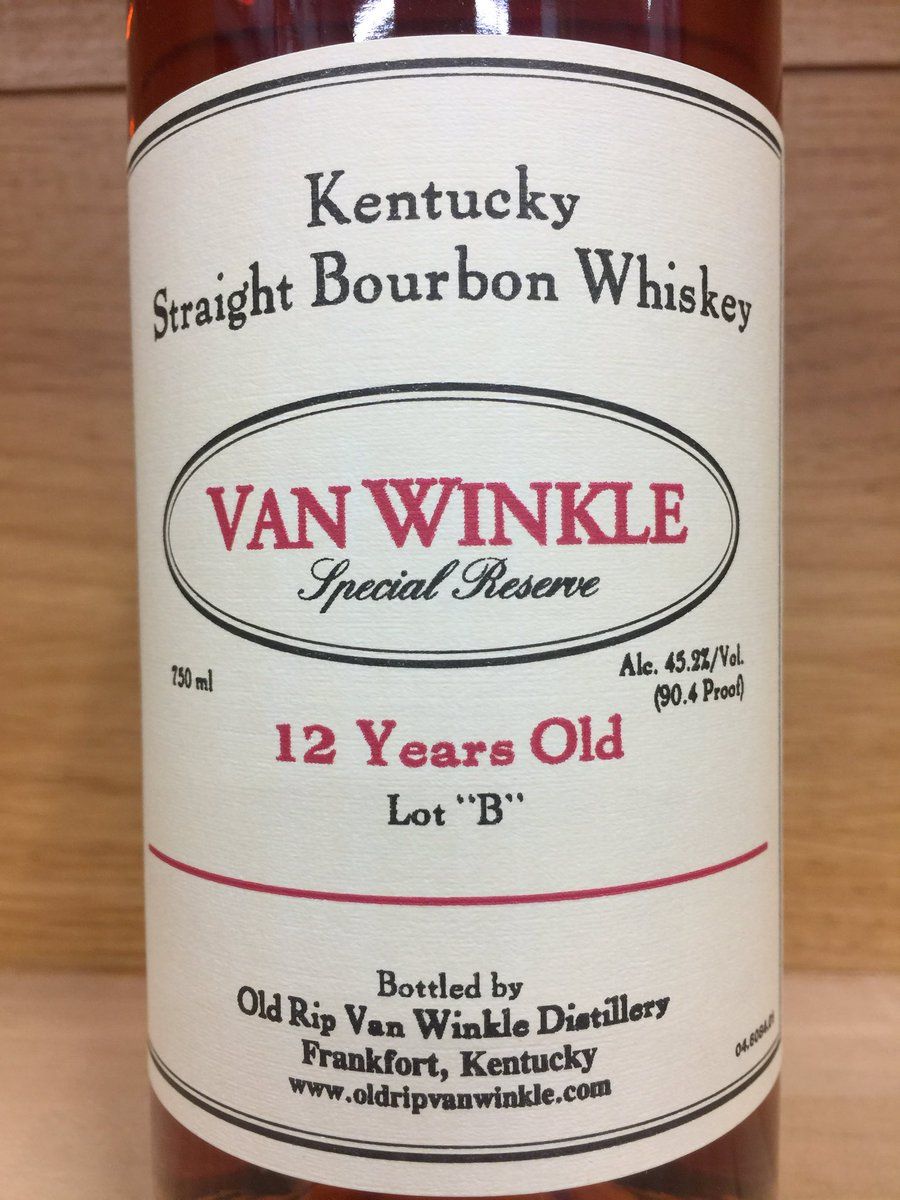 Kentucky
Straight Bourbon Whiskey
VAN WINKLE
Special Reserve
750 ml
Alc. 45.2%/Vol.
(90.4 Proof)
12 Years Old
Lot "B"
Bottled by
Old Rip Van Winkle Distillery
Frankfort, Kentucky
www.oldripvanwinkle.com